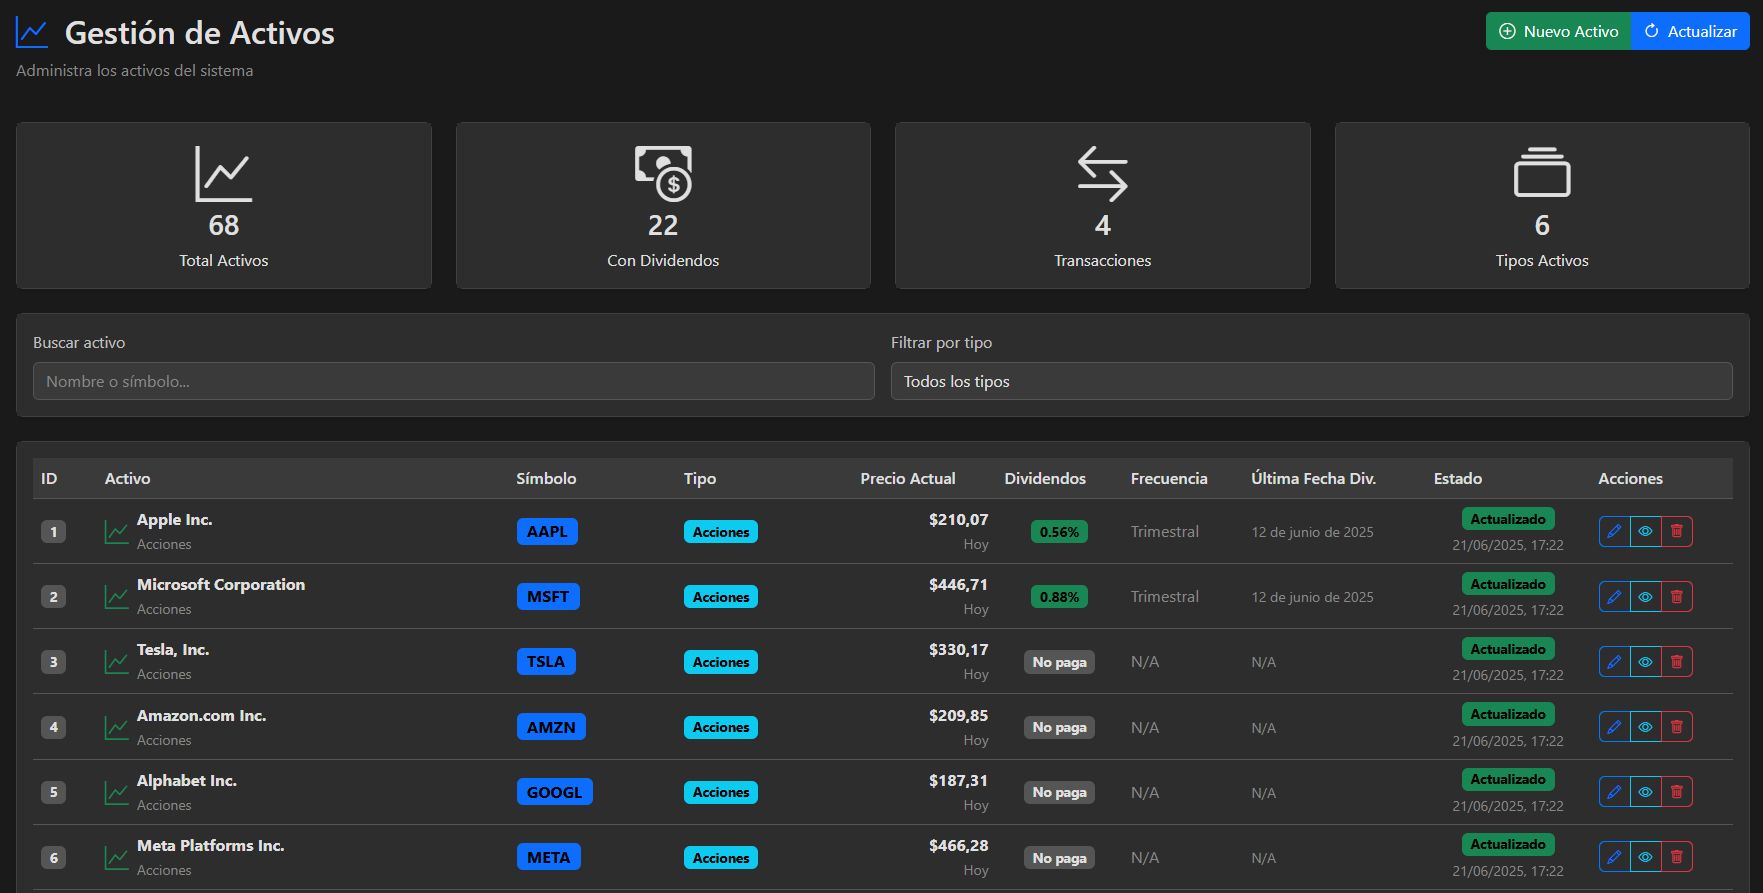 Gestión de Activos
Nuevo Activo
Actualizar
Administra los activos del sistema
68
Total Activos
22
Con Dividendos
4
Transacciones
6
Tipos Activos
Buscar activo
Filtrar por tipo
Nombre o símbolo...
Todos los tipos
ID Activo Símbolo Tipo Precio Actual Dividendos Frecuencia Última Fecha Div. Estado Acciones
1 Apple Inc. AAPL Acciones $210,07 0.56% Trimestral 12 de junio de 2025 Actualizado
Acciones Hoy 21/06/2025, 17:22
2 Microsoft Corporation MSFT Acciones $446,71 0.88% Trimestral 12 de junio de 2025 Actualizado
Acciones Hoy 21/06/2025, 17:22
3 Tesla, Inc. TSLA Acciones $330,17 No paga N/A N/A Actualizado
Acciones Hoy 21/06/2025, 17:22
4 Amazon.com Inc. AMZN Acciones $209,85 No paga N/A N/A Actualizado
Acciones Hoy 21/06/2025, 17:22
5 Alphabet Inc. GOOGL Acciones $187,31 No paga N/A N/A Actualizado
Acciones Hoy 21/06/2025, 17:22
6 Meta Platforms Inc. META Acciones $466,28 No paga N/A N/A Actualizado
Acciones Hoy 21/06/2025, 17:22